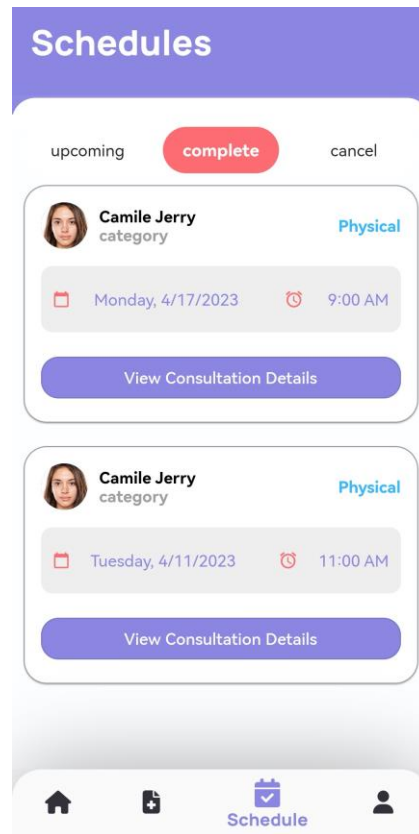 Schedules
upcoming complete cancel
Camile Jerry
category
Physical
Monday, 4/17/2023 9:00 AM
View Consultation Details
Camile Jerry
category
Physical
Tuesday, 4/11/2023 11:00 AM
View Consultation Details
Schedule